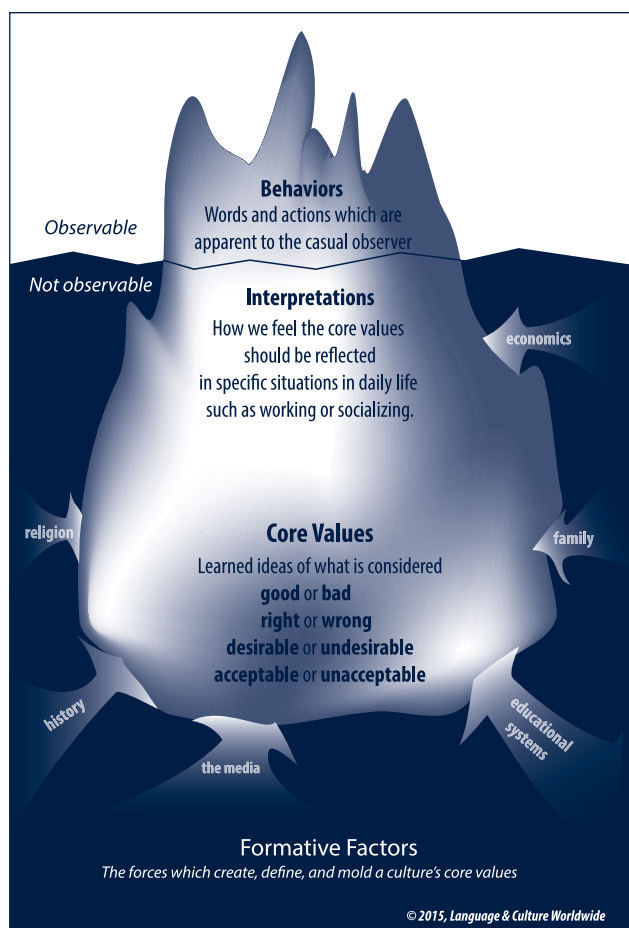 Behaviors
Words and actions which are
apparent to the casual observer
Observable
Not observable
Interpretations
How we feel the core values
should be reflected
in specific situations in daily life
such as working or socializing.
economics
religion
family
Core Values
Learned ideas of what is considered
good or bad
right or wrong
desirable or undesirable
acceptable or unacceptable
history
the media
educational
systems
Formative Factors
The forces which create, define, and mold a culture's core values
© 2015, Language & Culture Worldwide